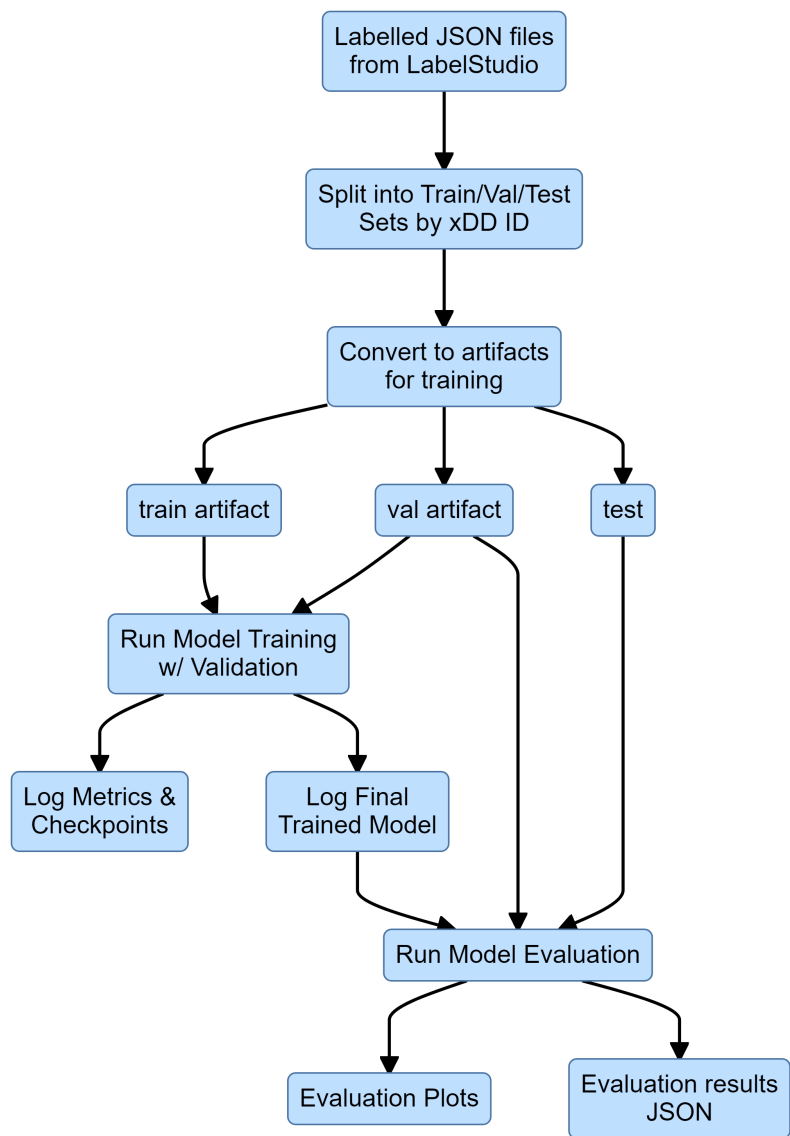 Labelled JSON files
from LabelStudio
Split into Train/Val/Test
Sets by xDD ID
Convert to artifacts
for training
train artifact
val artifact
test
Run Model Training
w/ Validation
Log Metrics &
Checkpoints
Log Final
Trained Model
Run Model Evaluation
Evaluation Plots
Evaluation results
JSON